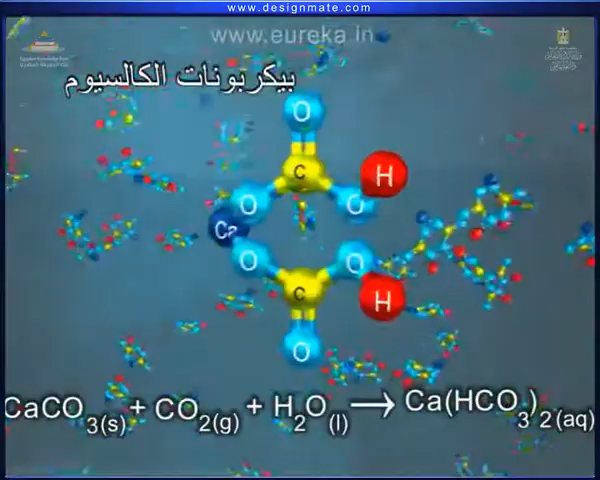 www.designmate.com
www.eureka.in
بيكربونات الكالسيوم
O
C
H
O
O
Ca
O
O
C
H
O
CaCO3(s) + CO2(g) + H2O(l) → Ca(HCO3)2(aq)